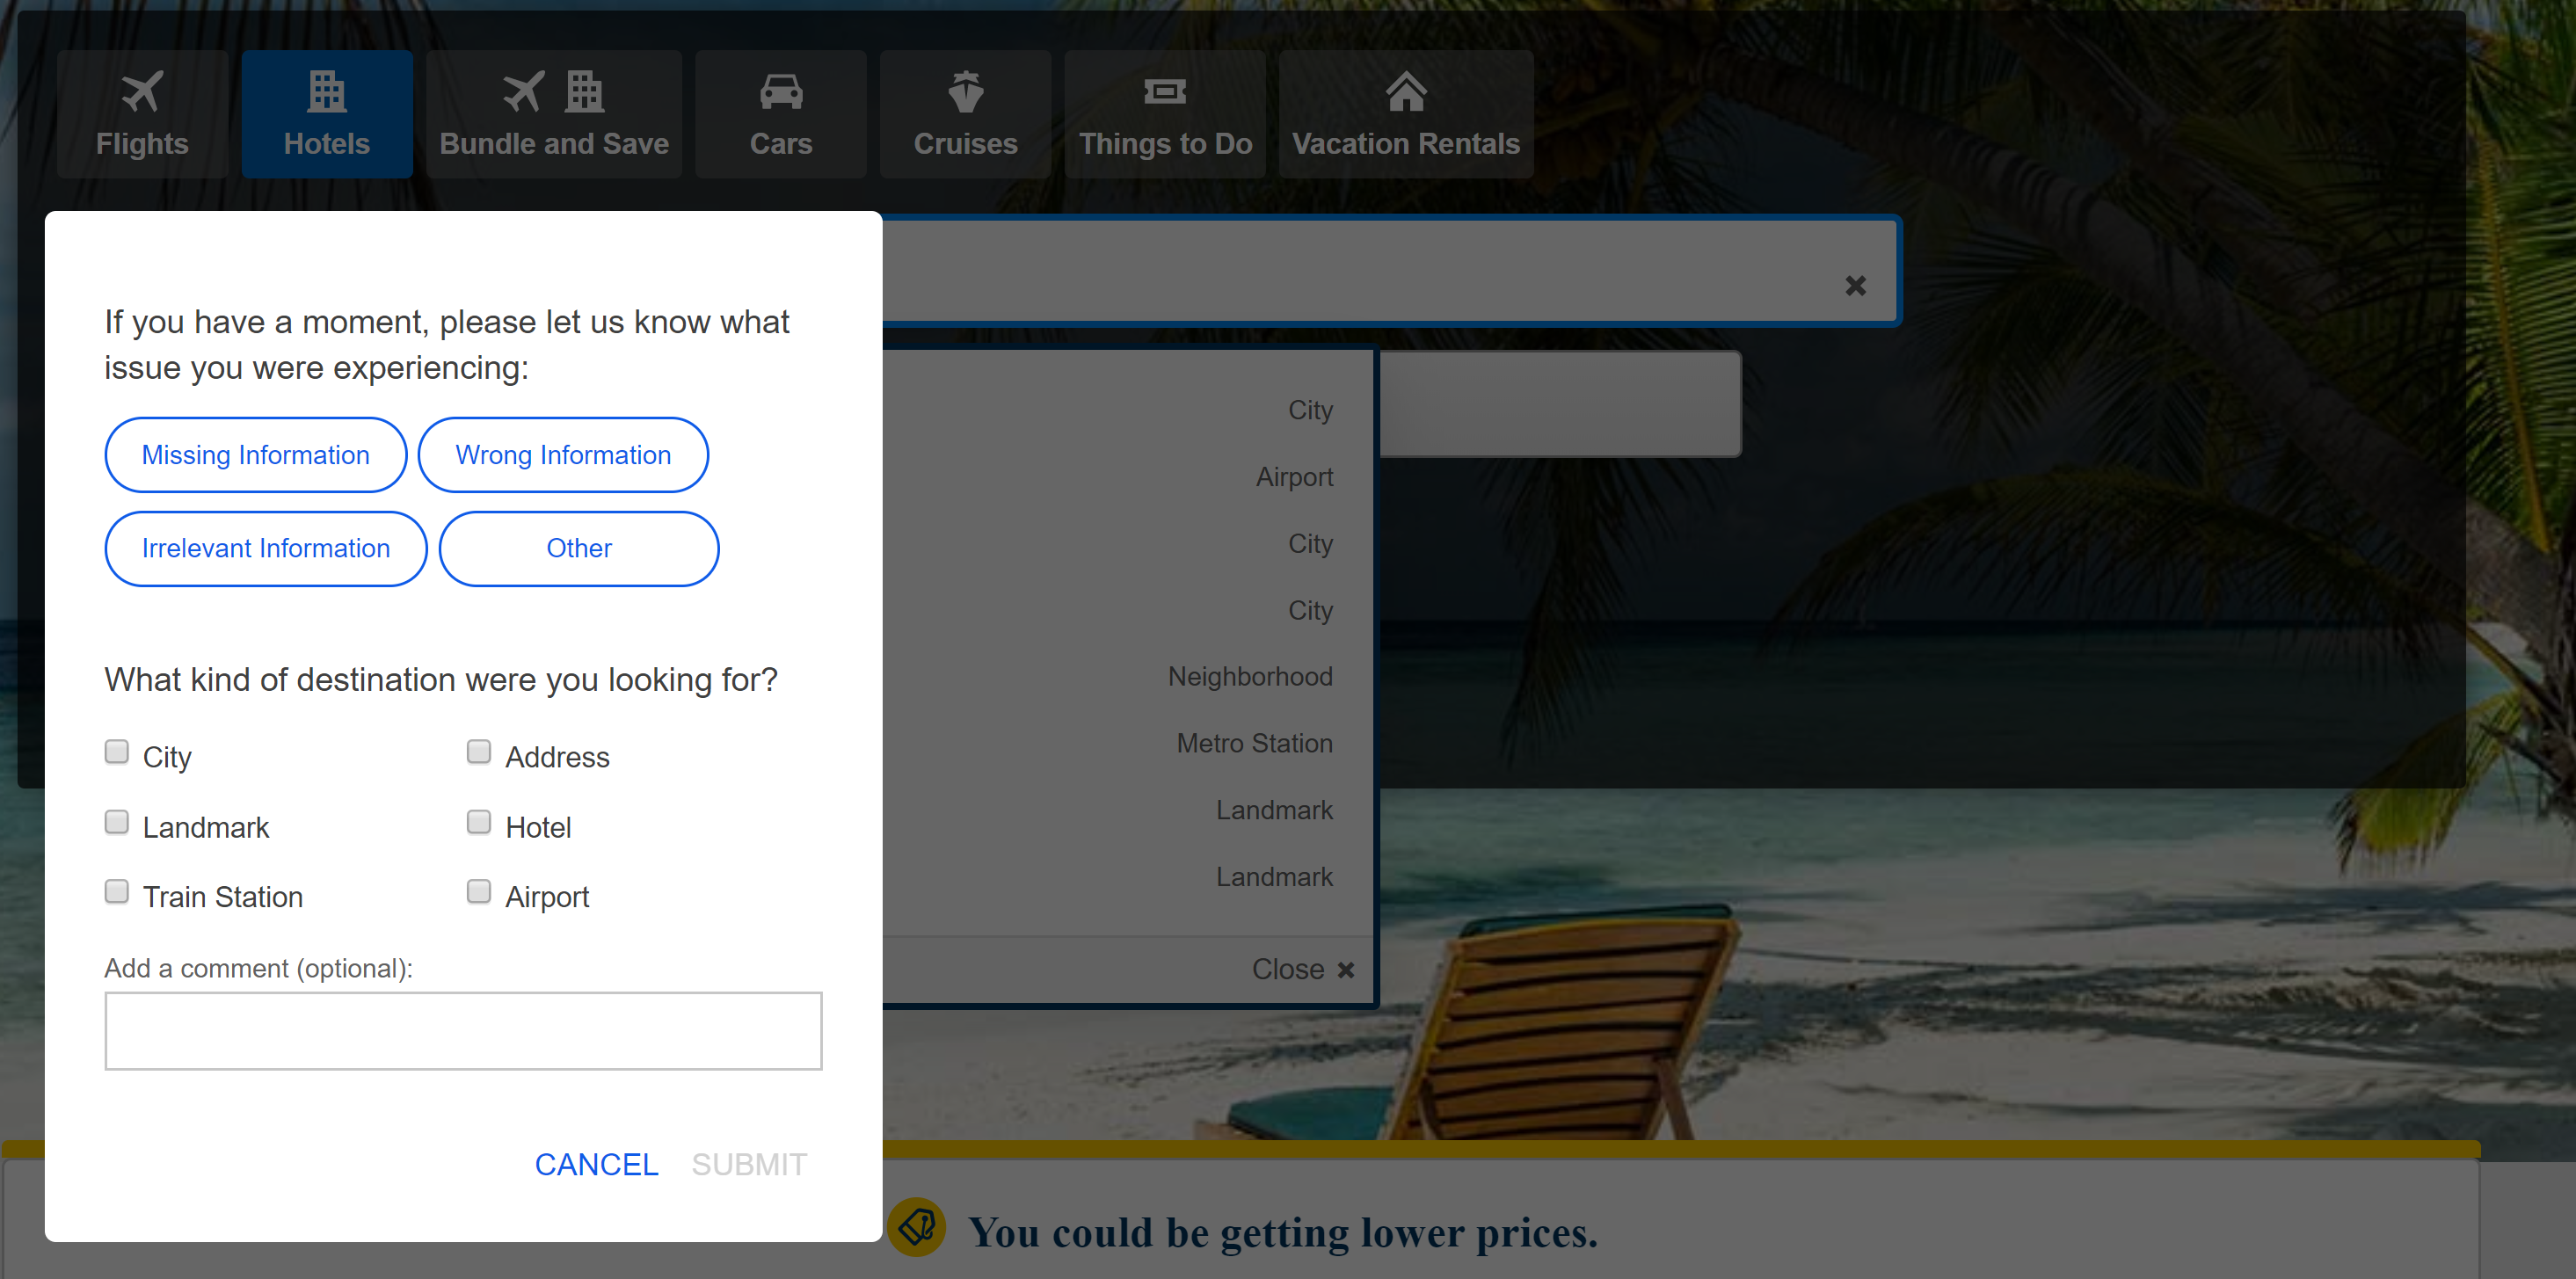 Flights
Hotels
Bundle and Save
Cars
Cruises
Things to Do
Vacation Rentals
If you have a moment, please let us know what
issue you were experiencing:
Missing Information
Wrong Information
Irrelevant Information
Other
What kind of destination were you looking for?
City
Address
Landmark
Hotel
Train Station
Airport
Add a comment (optional):
CANCEL
SUBMIT
City
Airport
City
City
Neighborhood
Metro Station
Landmark
Landmark
Close
You could be getting lower prices.